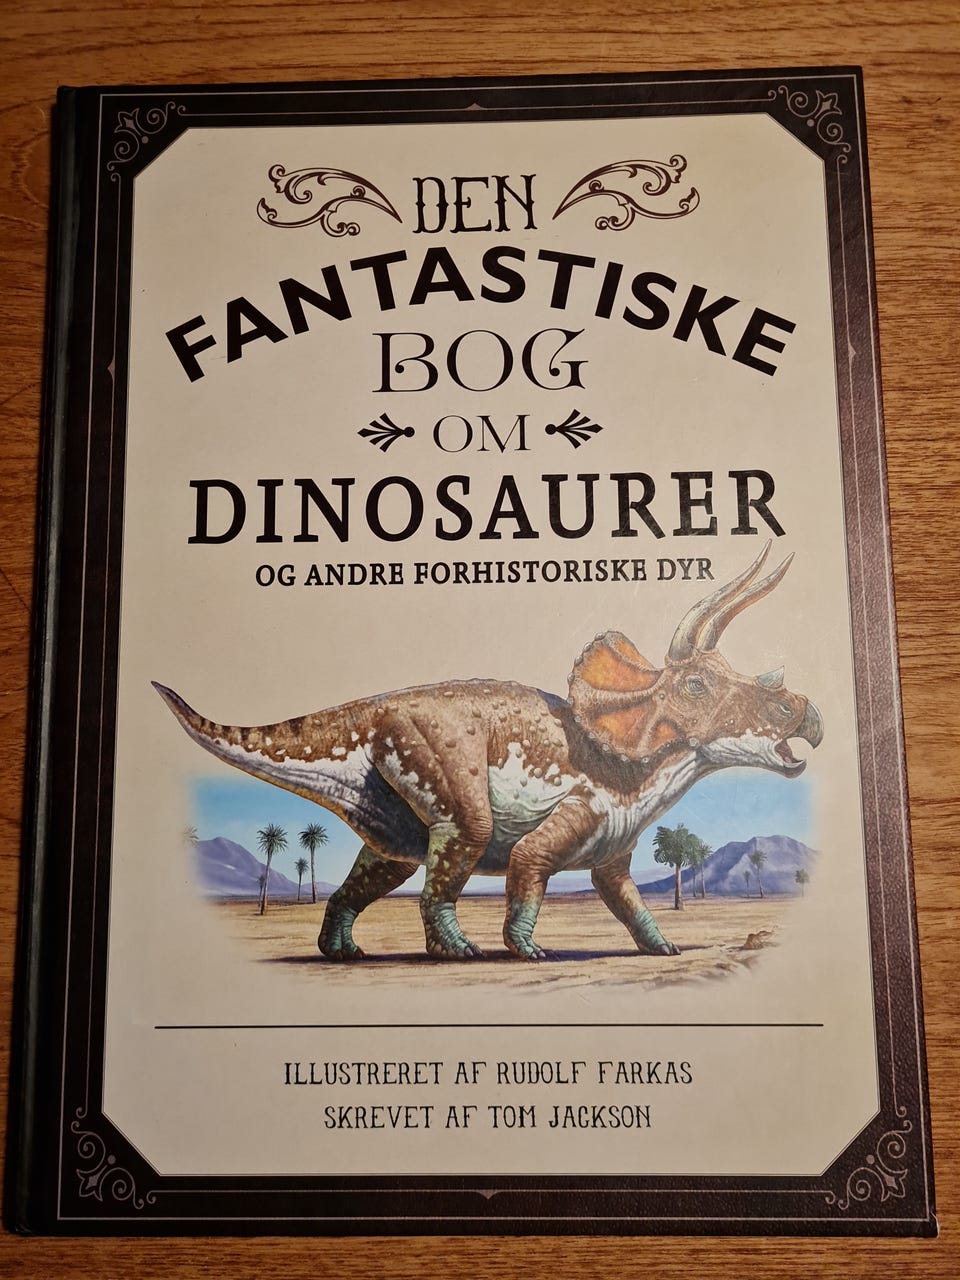 DEN
FANTASTISKE
BOG
OM
DINOSAURER
OG ANDRE FORHISTORISKE DYR
ILLUSTRERET AF RUDOLF FARKAS
SKREVET AF TOM JACKSON